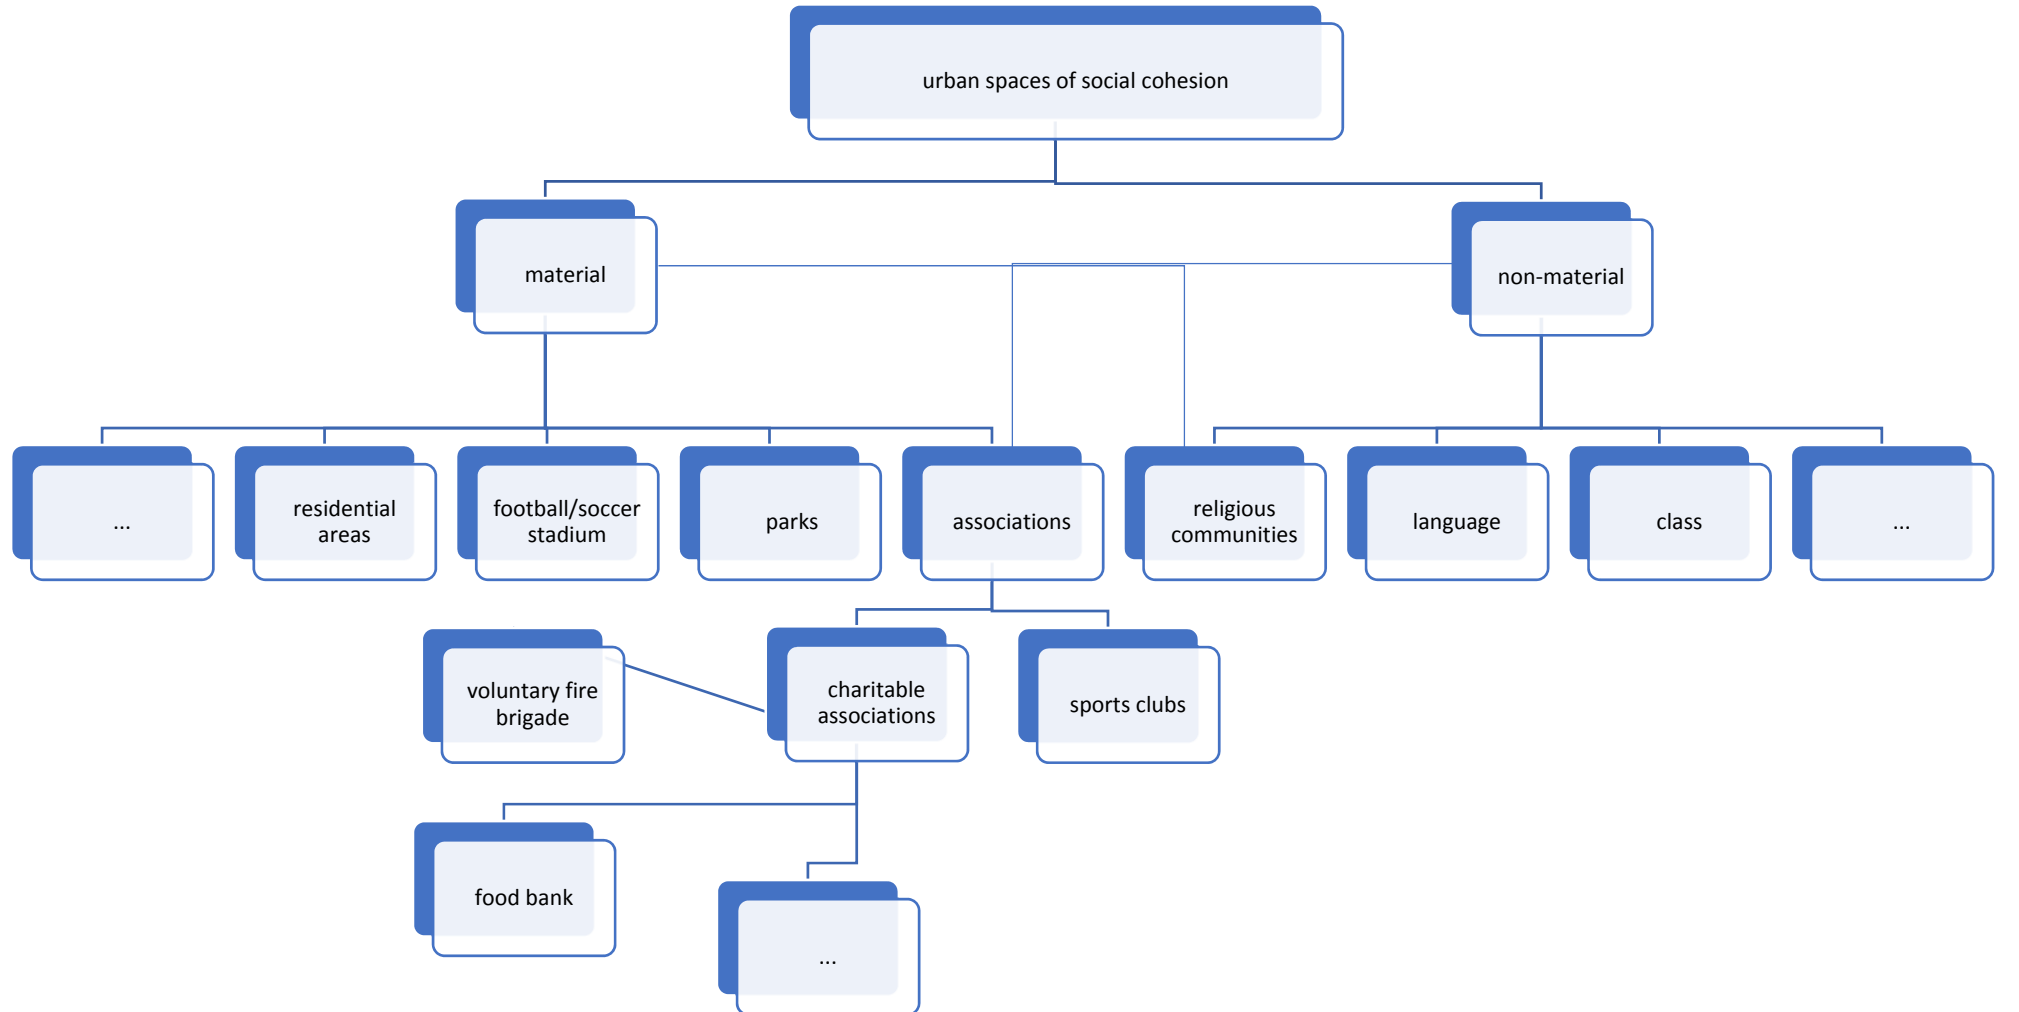 urban spaces of social cohesion
material
non-material
...
residential
areas
football/soccer
stadium
parks
associations
religious
communities
language
class
...
voluntary fire
brigade
charitable
associations
sports clubs
food bank
...